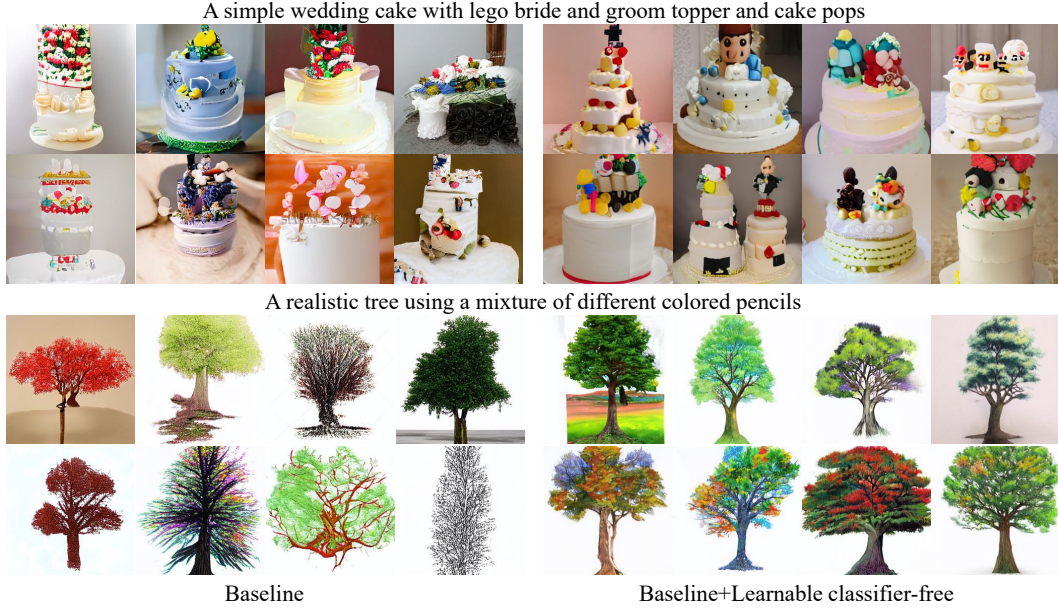 A simple wedding cake with lego bride and groom topper and cake pops
A realistic tree using a mixture of different colored pencils
Baseline
Baseline+Learnable classifier-free